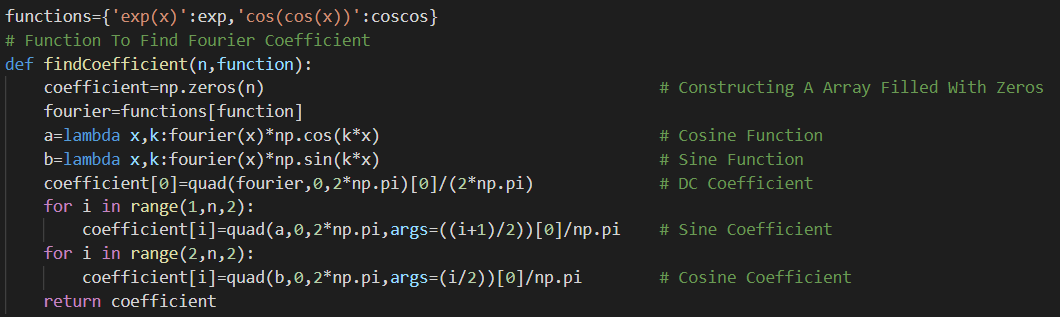 functions={'exp(x)':exp,'cos(cos(x))':coscos}
# Function To Find Fourier Coefficient
def findCoefficient(n,function):
    coefficient=np.zeros(n)                                         # Constructing A Array Filled With Zeros
    fourier=functions[function]
    a=lambda x,k:fourier(x)*np.cos(k*x)                             # Cosine Function
    b=lambda x,k:fourier(x)*np.sin(k*x)                             # Sine Function
    coefficient[0]=quad(fourier,0,2*np.pi)[0]/(2*np.pi)             # DC Coefficient
    for i in range(1,n,2):
        coefficient[i]=quad(a,0,2*np.pi,args=((i+1)/2))[0]/np.pi    # Sine Coefficient
    for i in range(2,n,2):
        coefficient[i]=quad(b,0,2*np.pi,args=(i/2))[0]/np.pi        # Cosine Coefficient
    return coefficient